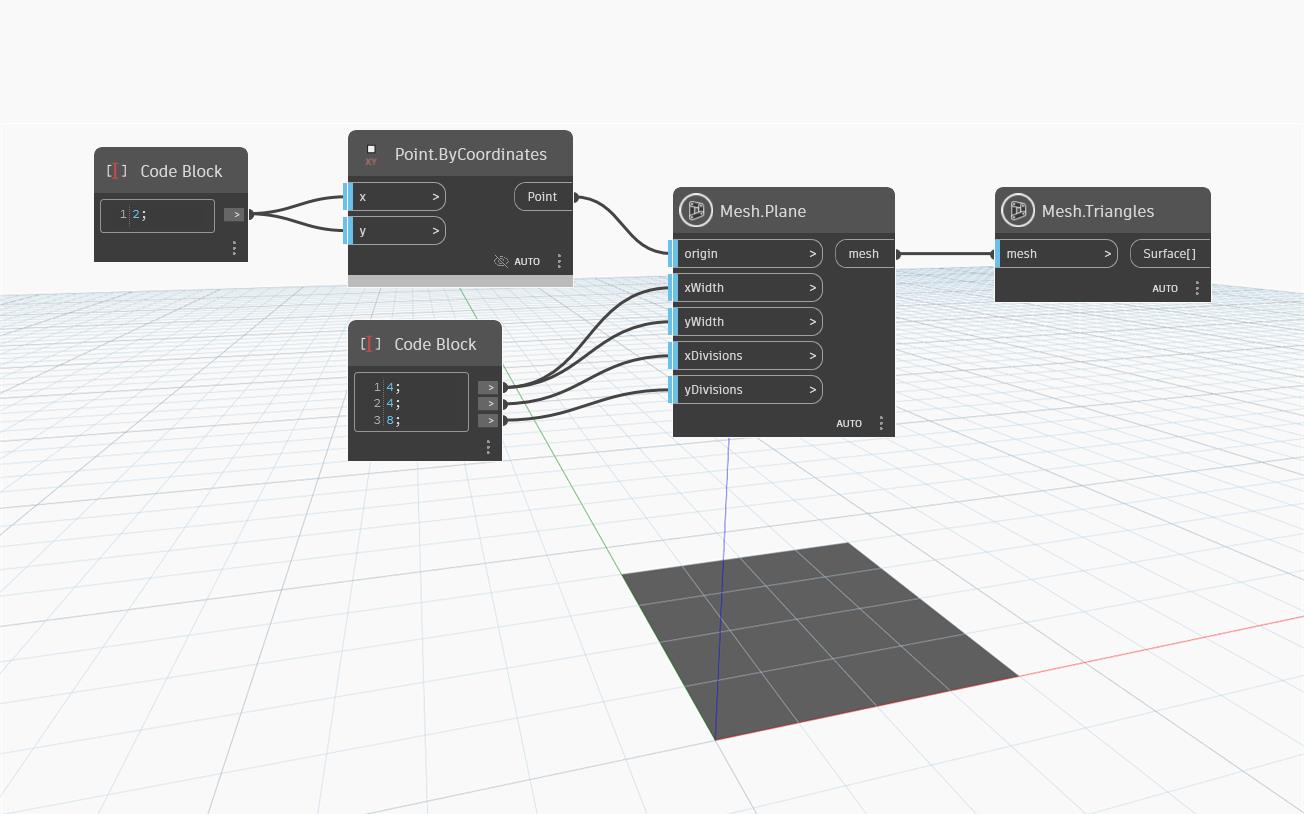 [I] Code Block
1 2;
>
XY
Point.ByCoordinates
x >
Point
y >
AUTO
[I] Code Block
1 4;
2 4;
3 8;
>
>
>
Mesh.Plane
origin >
mesh
xWidth >
yWidth >
xDivisions >
yDivisions >
AUTO
Mesh.Triangles
mesh >
Surface[]
AUTO